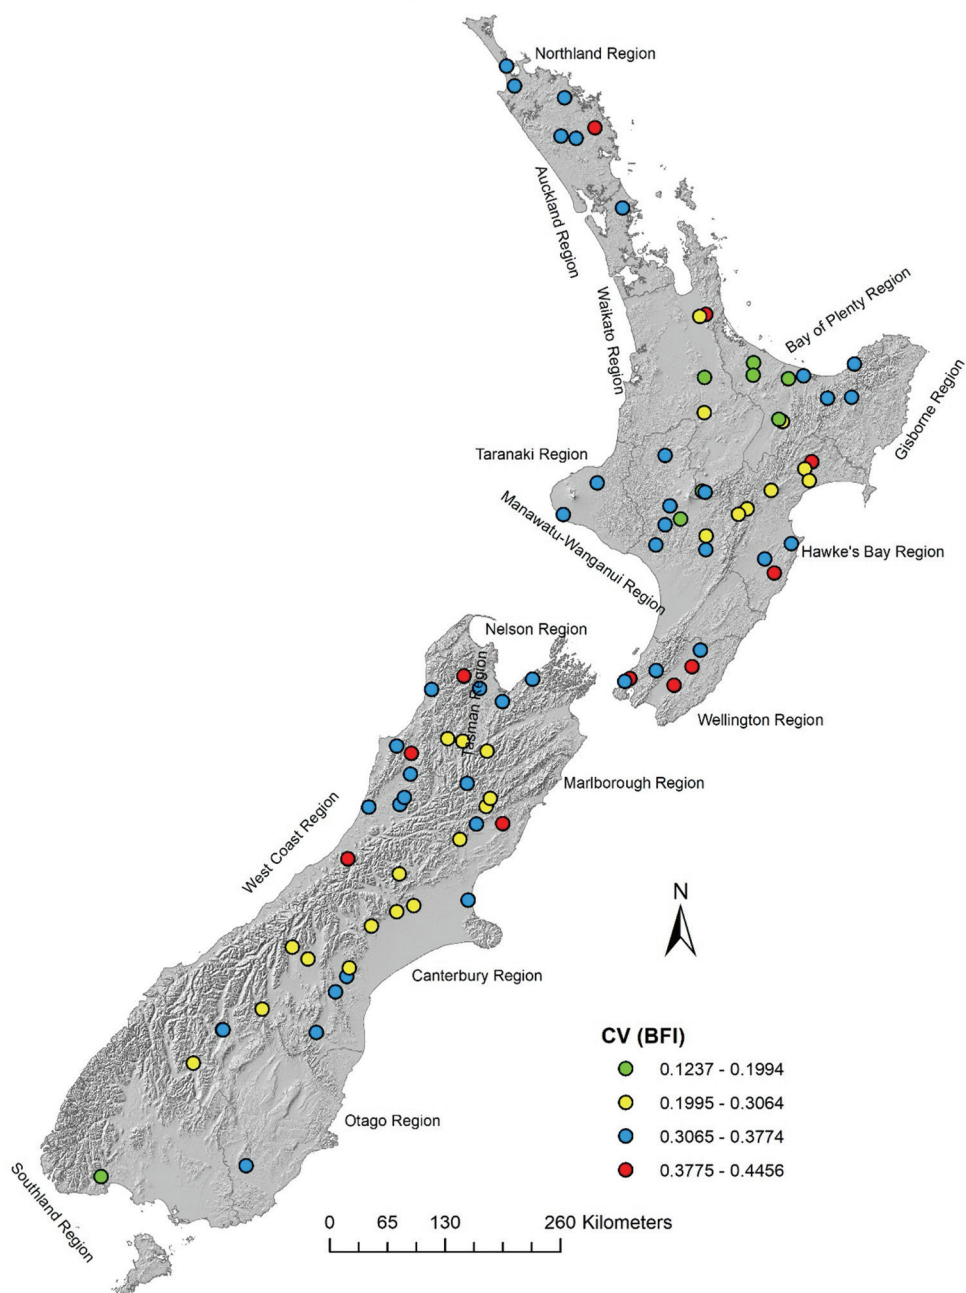 Northland Region
Auckland Region
Waikato Region
Bay of Plenty Region
Gisborne Region
Taranaki Region
Manawatu-Wanganui Region
Hawke's Bay Region
Nelson Region
Tasman Region
Wellington Region
Marlborough Region
West Coast Region
N
Canterbury Region
CV (BFI)
0.1237 - 0.1994
0.1995 - 0.3064
0.3065 - 0.3774
0.3775 - 0.4456
Otago Region
Southland Region
0 65 130 260 Kilometers